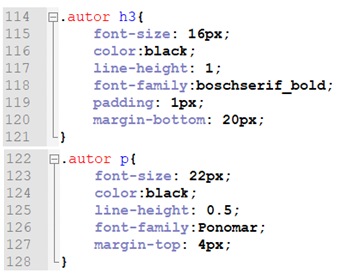 114 .autor h3{
115 font-size: 16px;
116 color:black;
117 line-height: 1;
118 font-family:boschserif_bold;
119 padding: 1px;
120 margin-bottom: 20px;
121 }
122 .autor p{
123 font-size: 22px;
124 color:black;
125 line-height: 0.5;
126 font-family:Ponomar;
127 margin-top: 4px;
128 }